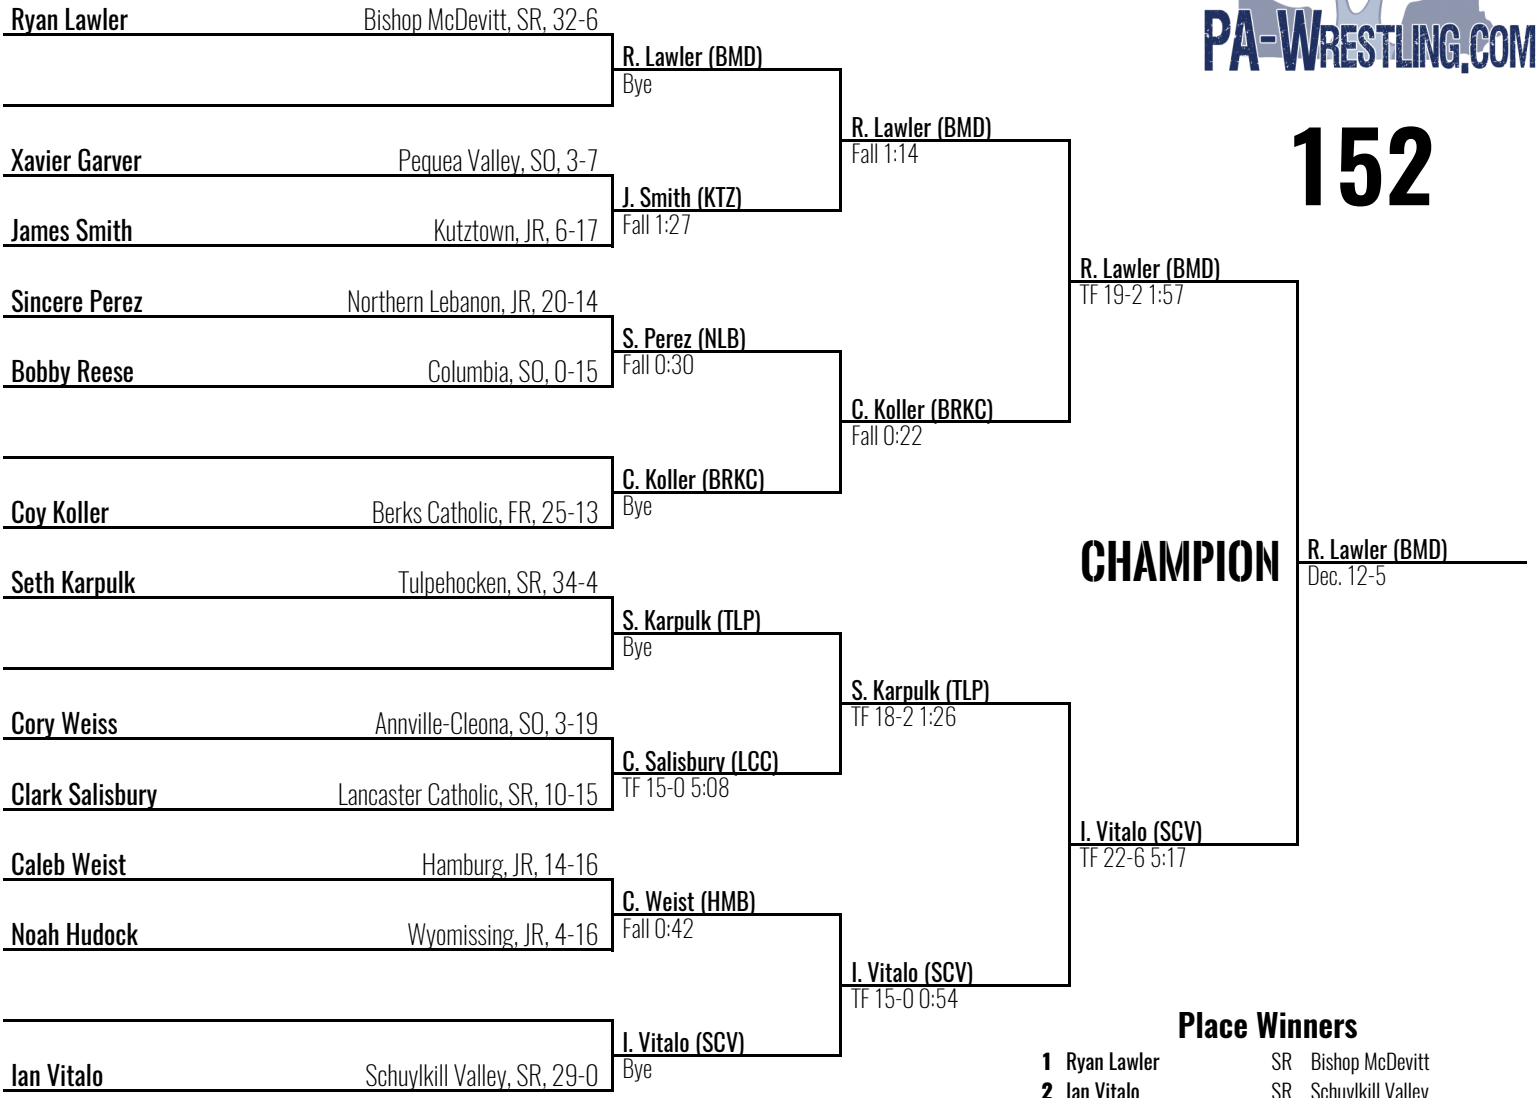 PA-WRESTLING.COM
152
Ryan Lawler Bishop McDevitt, SR, 32-6
R. Lawler (BMD)
Bye
R. Lawler (BMD)
Fall 1:14
Xavier Garver Pequea Valley, SO, 3-7
J. Smith (KTZ)
Fall 1:27
James Smith Kutztown, JR, 6-17
R. Lawler (BMD)
TF 19-2 1:57
Sincere Perez Northern Lebanon, JR, 20-14
S. Perez (NLB)
Fall 0:30
Bobby Reese Columbia, SO, 0-15
C. Koller (BRKC)
Fall 0:22
C. Koller (BRKC)
Bye
Coy Koller Berks Catholic, FR, 25-13
CHAMPION
R. Lawler (BMD)
Dec. 12-5
Seth Karpulk Tulpehocken, SR, 34-4
S. Karpulk (TLP)
Bye
S. Karpulk (TLP)
TF 18-2 1:26
Cory Weiss Annville-Cleona, SO, 3-19
C. Salisbury (LCC)
TF 15-0 5:08
Clark Salisbury Lancaster Catholic, SR, 10-15
I. Vitalo (SCV)
TF 22-6 5:17
Caleb Weist Hamburg, JR, 14-16
C. Weist (HMB)
Fall 0:42
Noah Hudock Wyomissing, JR, 4-16
I. Vitalo (SCV)
TF 15-0 0:54
I. Vitalo (SCV)
Bye
Ian Vitalo Schuylkill Valley, SR, 29-0
Place Winners
1 Ryan Lawler SR Bishop McDevitt
2 Ian Vitalo SR Schuylkill Valley